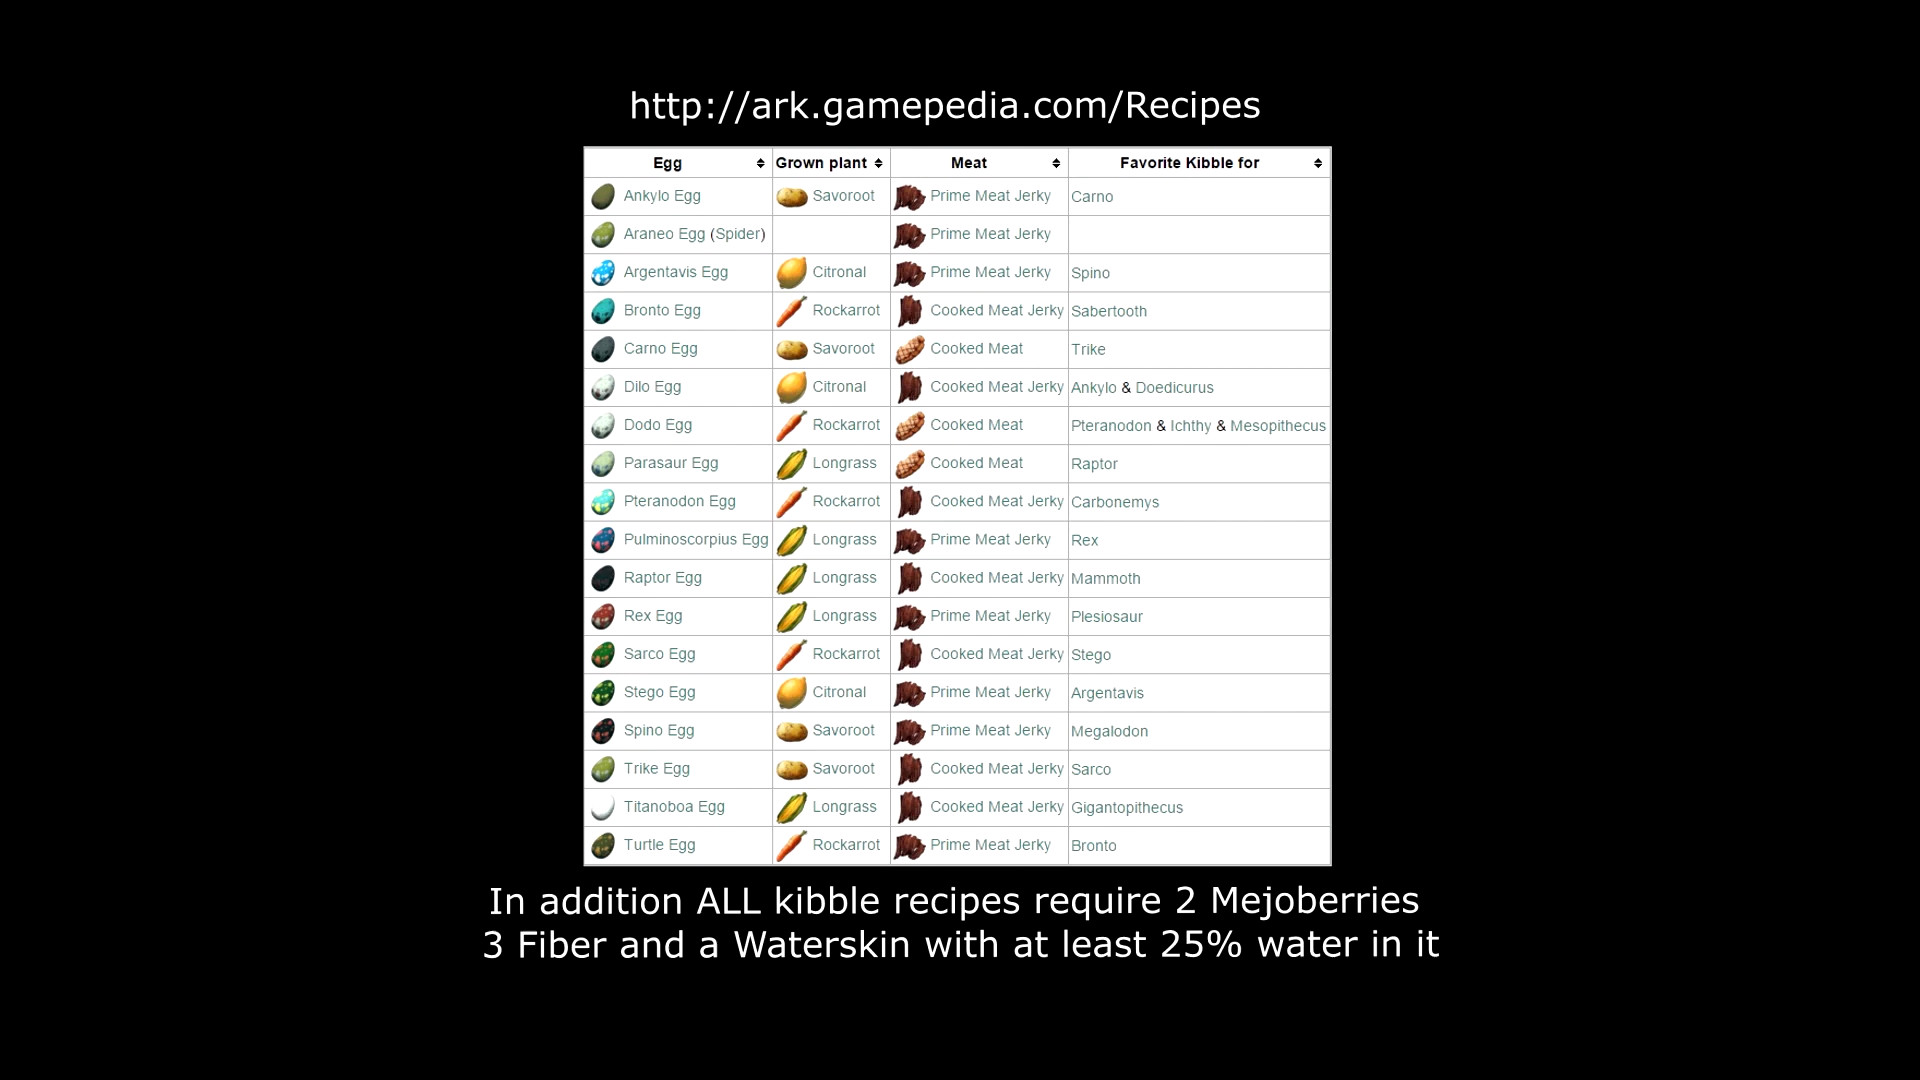 http://ark.gamepedia.com/Recipes
Egg Grown plant Meat Favorite Kibble for
Ankylo Egg Savoroot Prime Meat Jerky Carno
Araneo Egg (Spider) Prime Meat Jerky
Argentavis Egg Citronal Prime Meat Jerky Spino
Bronto Egg Rockarrot Cooked Meat Jerky Sabertooth
Carno Egg Savoroot Cooked Meat Trike
Dilo Egg Citronal Cooked Meat Jerky Ankylo & Doedicurus
Dodo Egg Rockarrot Cooked Meat Pteranodon & Ichthy & Mesopithecus
Parasaur Egg Longrass Cooked Meat Raptor
Pteranodon Egg Rockarrot Cooked Meat Jerky Carbonemys
Pulminoscorpius Egg Longrass Prime Meat Jerky Rex
Raptor Egg Longrass Cooked Meat Jerky Mammoth
Rex Egg Longrass Prime Meat Jerky Plesiosaur
Sarco Egg Rockarrot Cooked Meat Jerky Stego
Stego Egg Citronal Prime Meat Jerky Argentavis
Spino Egg Savoroot Prime Meat Jerky Megalodon
Trike Egg Savoroot Cooked Meat Jerky Sarco
Titanoboa Egg Longrass Cooked Meat Jerky Gigantopithecus
Turtle Egg Rockarrot Prime Meat Jerky Bronto
In addition ALL kibble recipes require 2 Mejoberries
3 Fiber and a Waterskin with at least 25% water in it